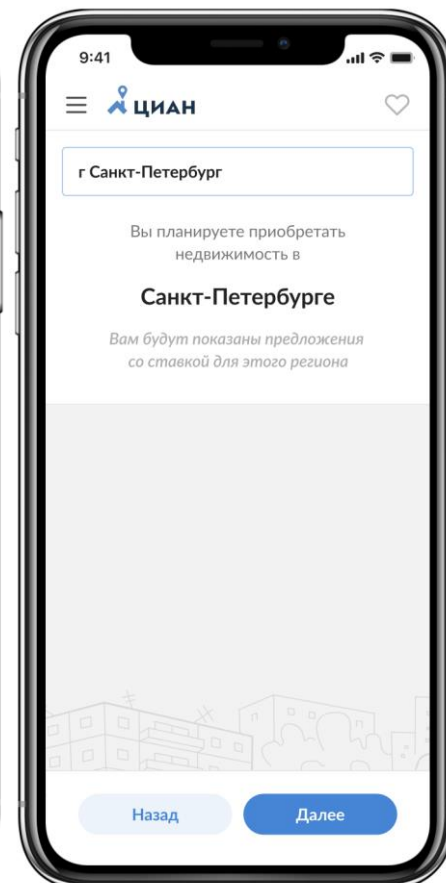 9:41
ЦИАН
г Санкт-Петербург
Вы планируете приобретать
недвижимость в
Санкт-Петербурге
Вам будут показаны предложения
со ставкой для этого региона
Назад
Далее